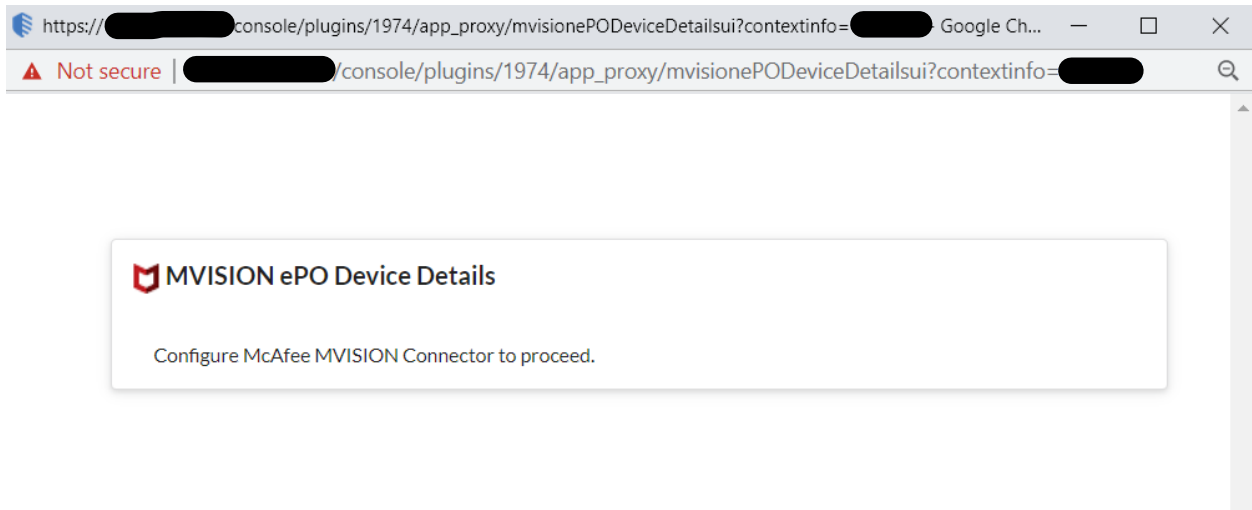 https:// console/plugins/1974/app_proxy/mvisionePODeviceDetailsui?contextinfo= - Google Ch...
Not secure | /console/plugins/1974/app_proxy/mvisionePODeviceDetailsui?contextinfo=
MVISION ePO Device Details
Configure McAfee MVISION Connector to proceed.